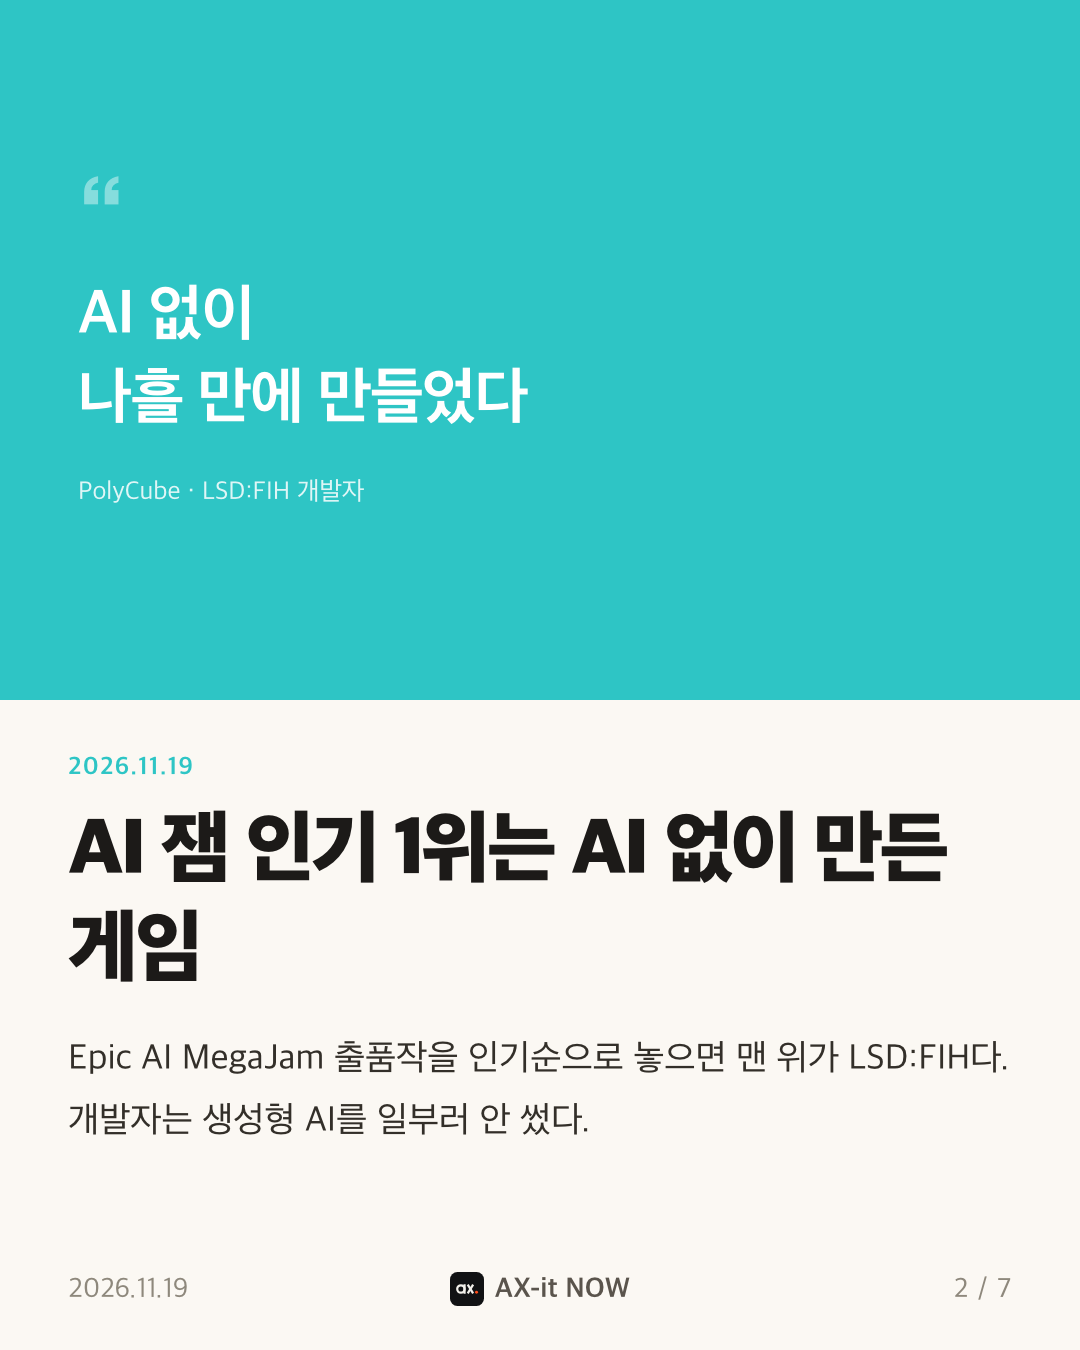 “
AI 없이
나흘 만에 만들었다
PolyCube · LSD:FIH 개발자
2026.11.19
AI 잼 인기 1위는 AI 없이 만든
게임
Epic AI MegaJam 출품작을 인기순으로 놓으면 맨 위가 LSD:FIH다.
개발자는 생성형 AI를 일부러 안 썼다.
2026.11.19
ax. AX-it NOW
2 / 7